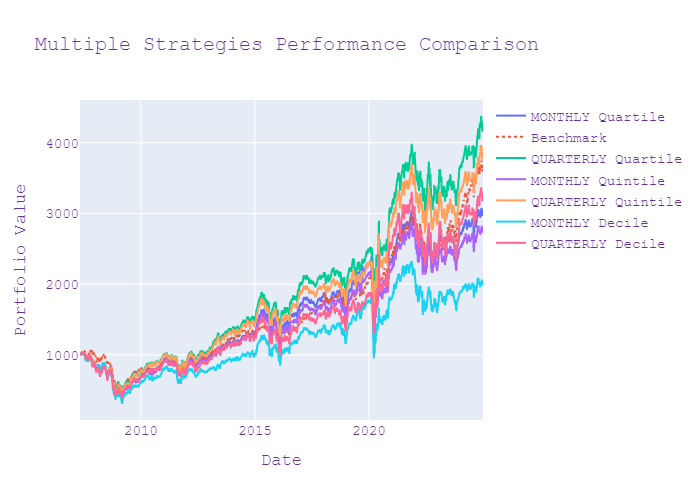 Multiple Strategies Performance Comparison
MONTHLY Quartile
Benchmark
QUARTERLY Quartile
MONTHLY Quintile
QUARTERLY Quintile
MONTHLY Decile
QUARTERLY Decile
Portfolio Value
4000
3000
2000
1000
2010
2015
2020
Date